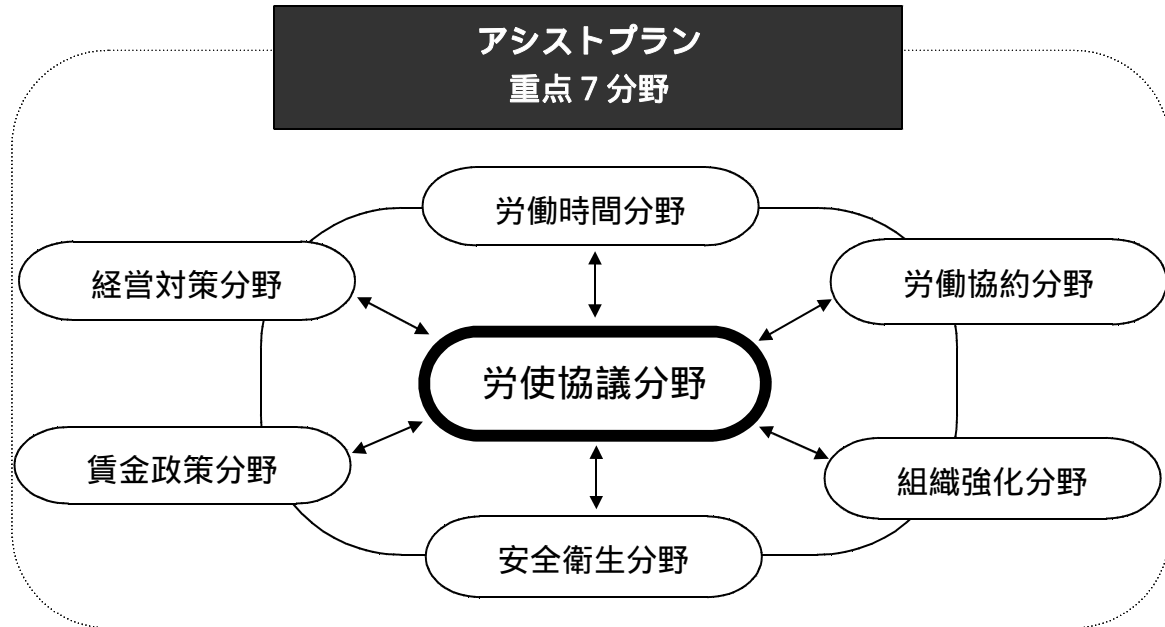 アシストプラン
重点７分野
労働時間分野
経営対策分野
労働協約分野
労使協議分野
賃金政策分野
組織強化分野
安全衛生分野